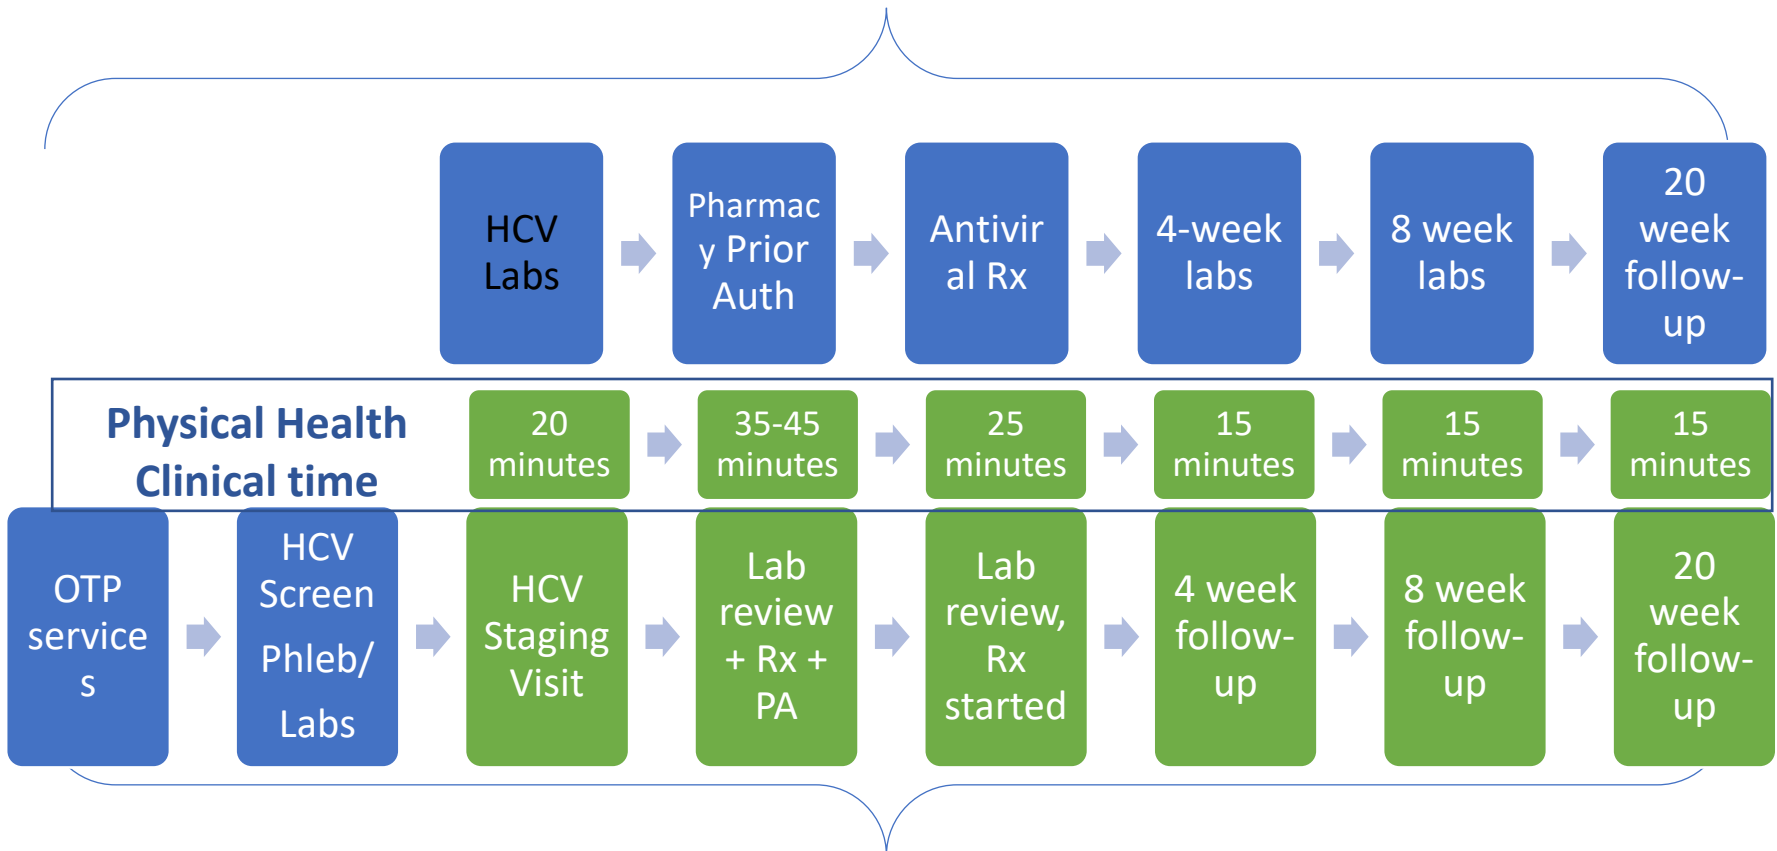 HCV
Labs
Pharmac
y Prior
Auth
Antivir
al Rx
4-week
labs
8 week
labs
20
week
follow-
up
Physical Health
Clinical time
20
minutes
35-45
minutes
25
minutes
15
minutes
15
minutes
15
minutes
OTP
service
s
HCV
Screen
Phleb/
Labs
HCV
Staging
Visit
Lab
review
+ Rx +
PA
Lab
review,
Rx
started
4 week
follow-
up
8 week
follow-
up
20
week
follow-
up